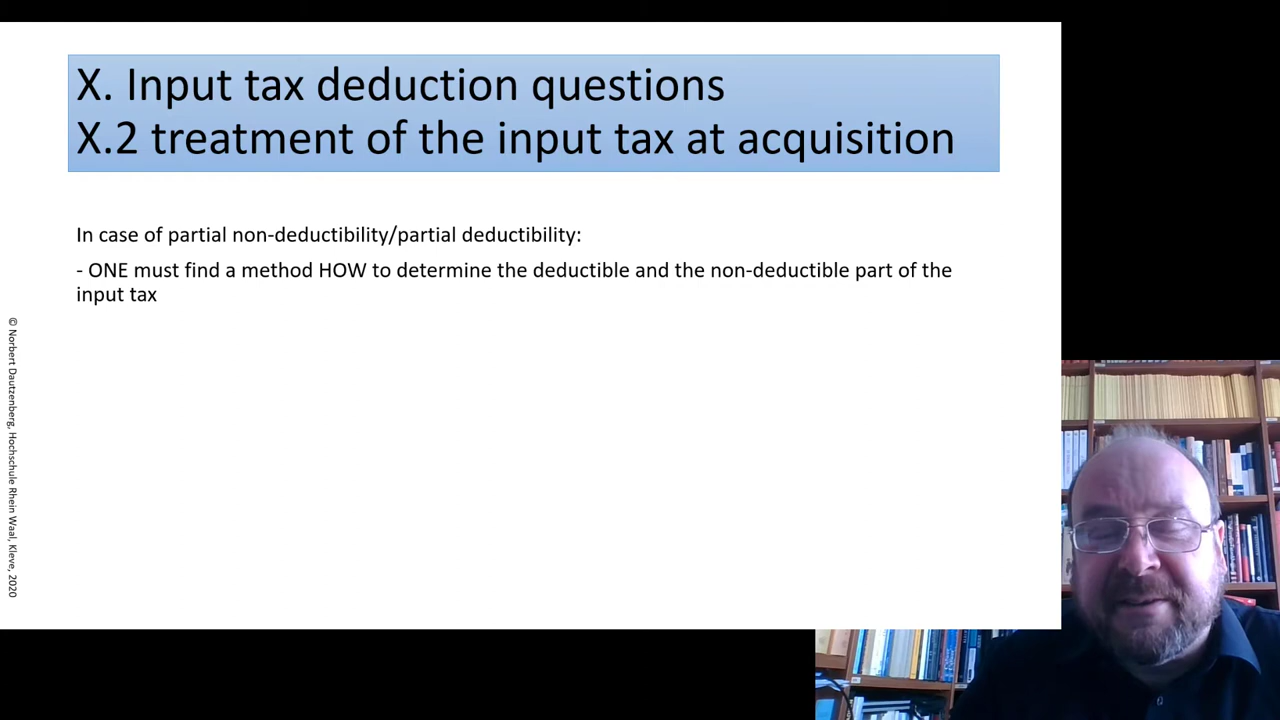 X. Input tax deduction questions
X.2 treatment of the input tax at acquisition
In case of partial non-deductibility/partial deductibility:
- ONE must find a method HOW to determine the deductible and the non-deductible part of the
input tax
© Norbert Dautzenberg, Hochschule Rhein Waal, Kleve, 2020